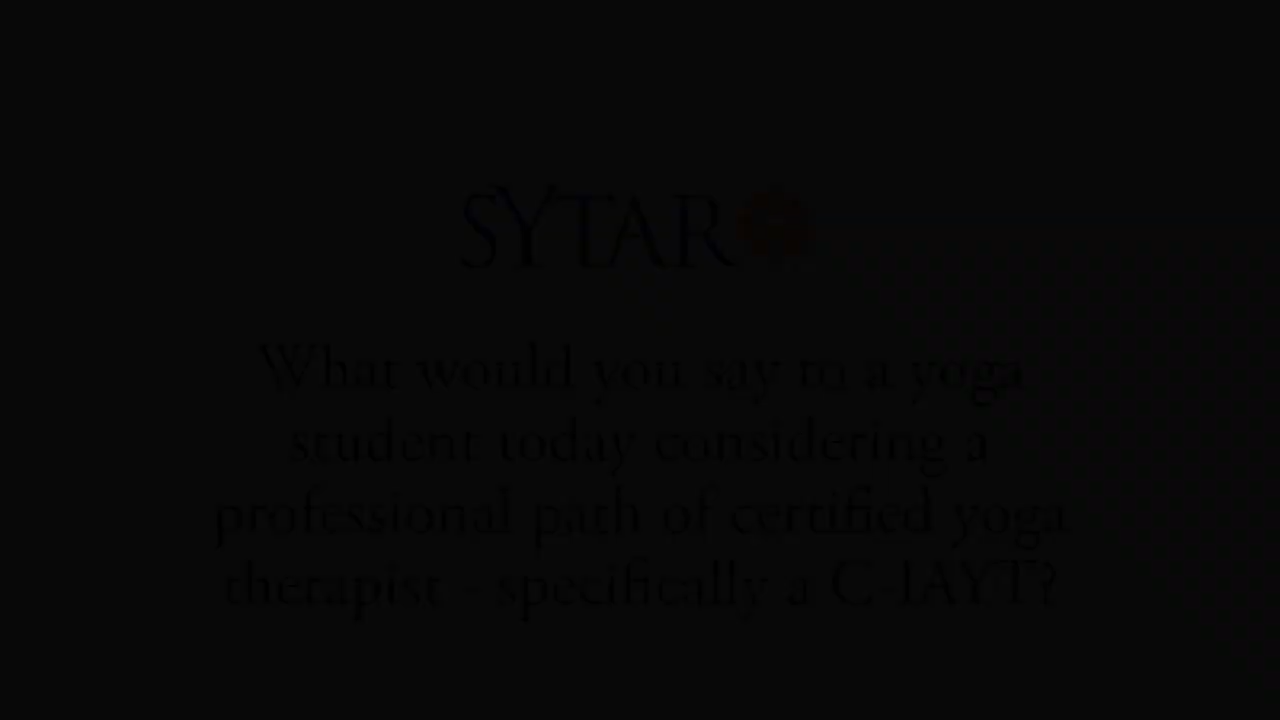 SYTAR
What would you say to a yoga
student today considering a
professional path of certified yoga
therapist - specifically a C-IAYT?